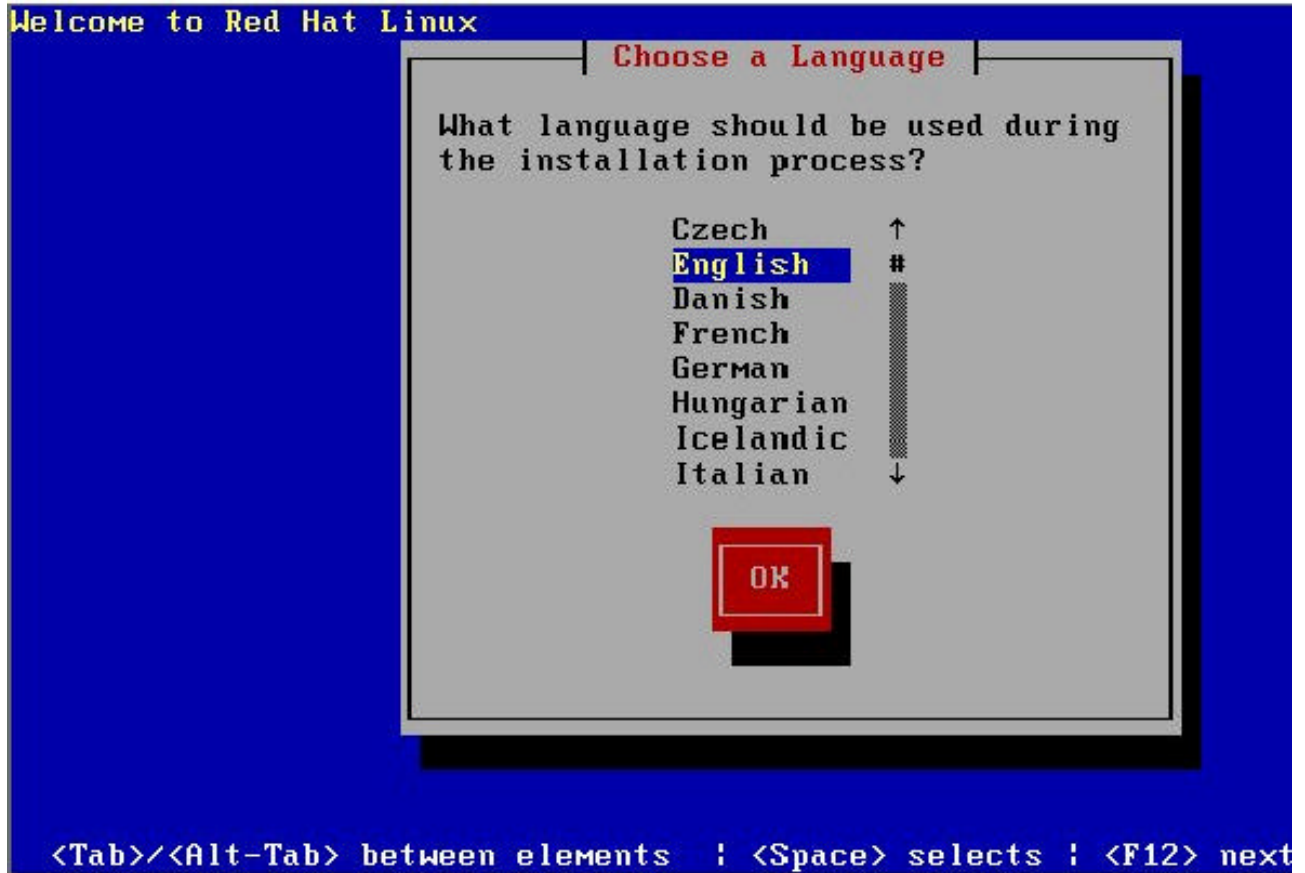 Welcome to Red Hat Linux
Choose a Language
What language should be used during
the installation process?
Czech ↑
English #
Danish
French
German
Hungarian
Icelandic
Italian ↓
OK
<Tab>/<Alt-Tab> between elements ¦ <Space> selects ¦ <F12> next